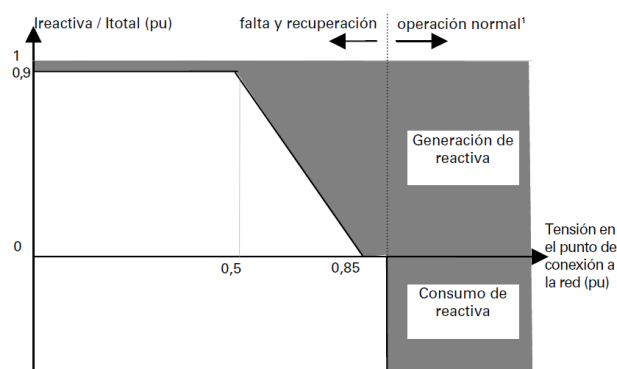 Ireactiva / Itotal (pu)
falta y recuperación
operación normal¹
1
0,9
Generación de
reactiva
0
0,5
0,85
Tensión en
el punto de
conexión a
la red (pu)
Consumo de
reactiva